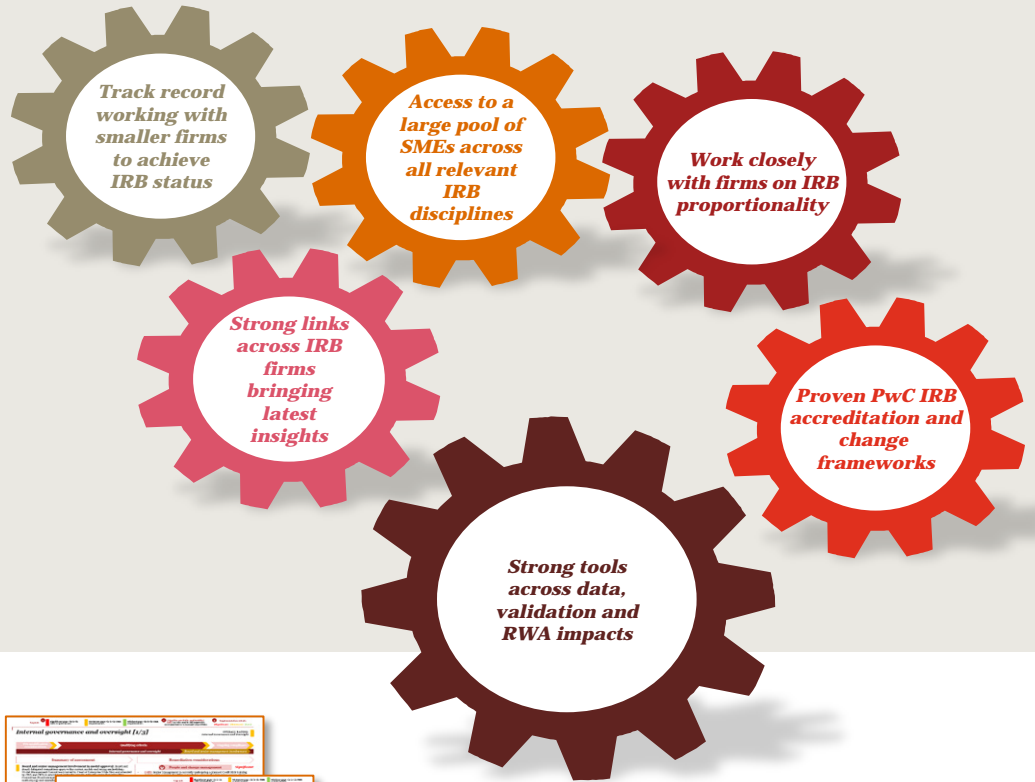 Track record
working with
smaller firms
to achieve
IRB status
Access to a
large pool of
SMEs across
all relevant
IRB
disciplines
Work closely
with firms on IRB
proportionality
Strong links
across IRB
firms
bringing
latest
insights
Proven PwC IRB
accreditation and
change
frameworks
Strong tools
across data,
validation and
RWA impacts
Internal governance and oversight [1/3]